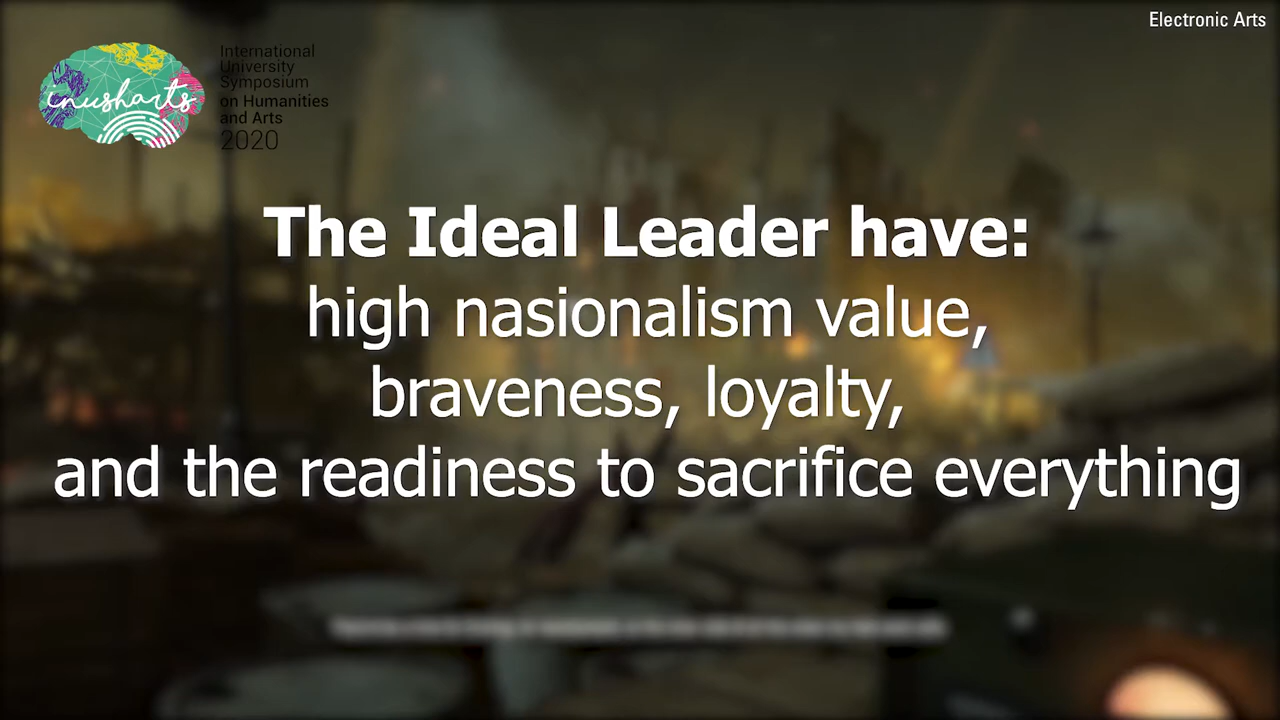 Electronic Arts
inusharts
International
University
Symposium
on Humanities
and Arts
2020
The Ideal Leader have:
high nasionalism value,
braveness, loyalty,
and the readiness to sacrifice everything